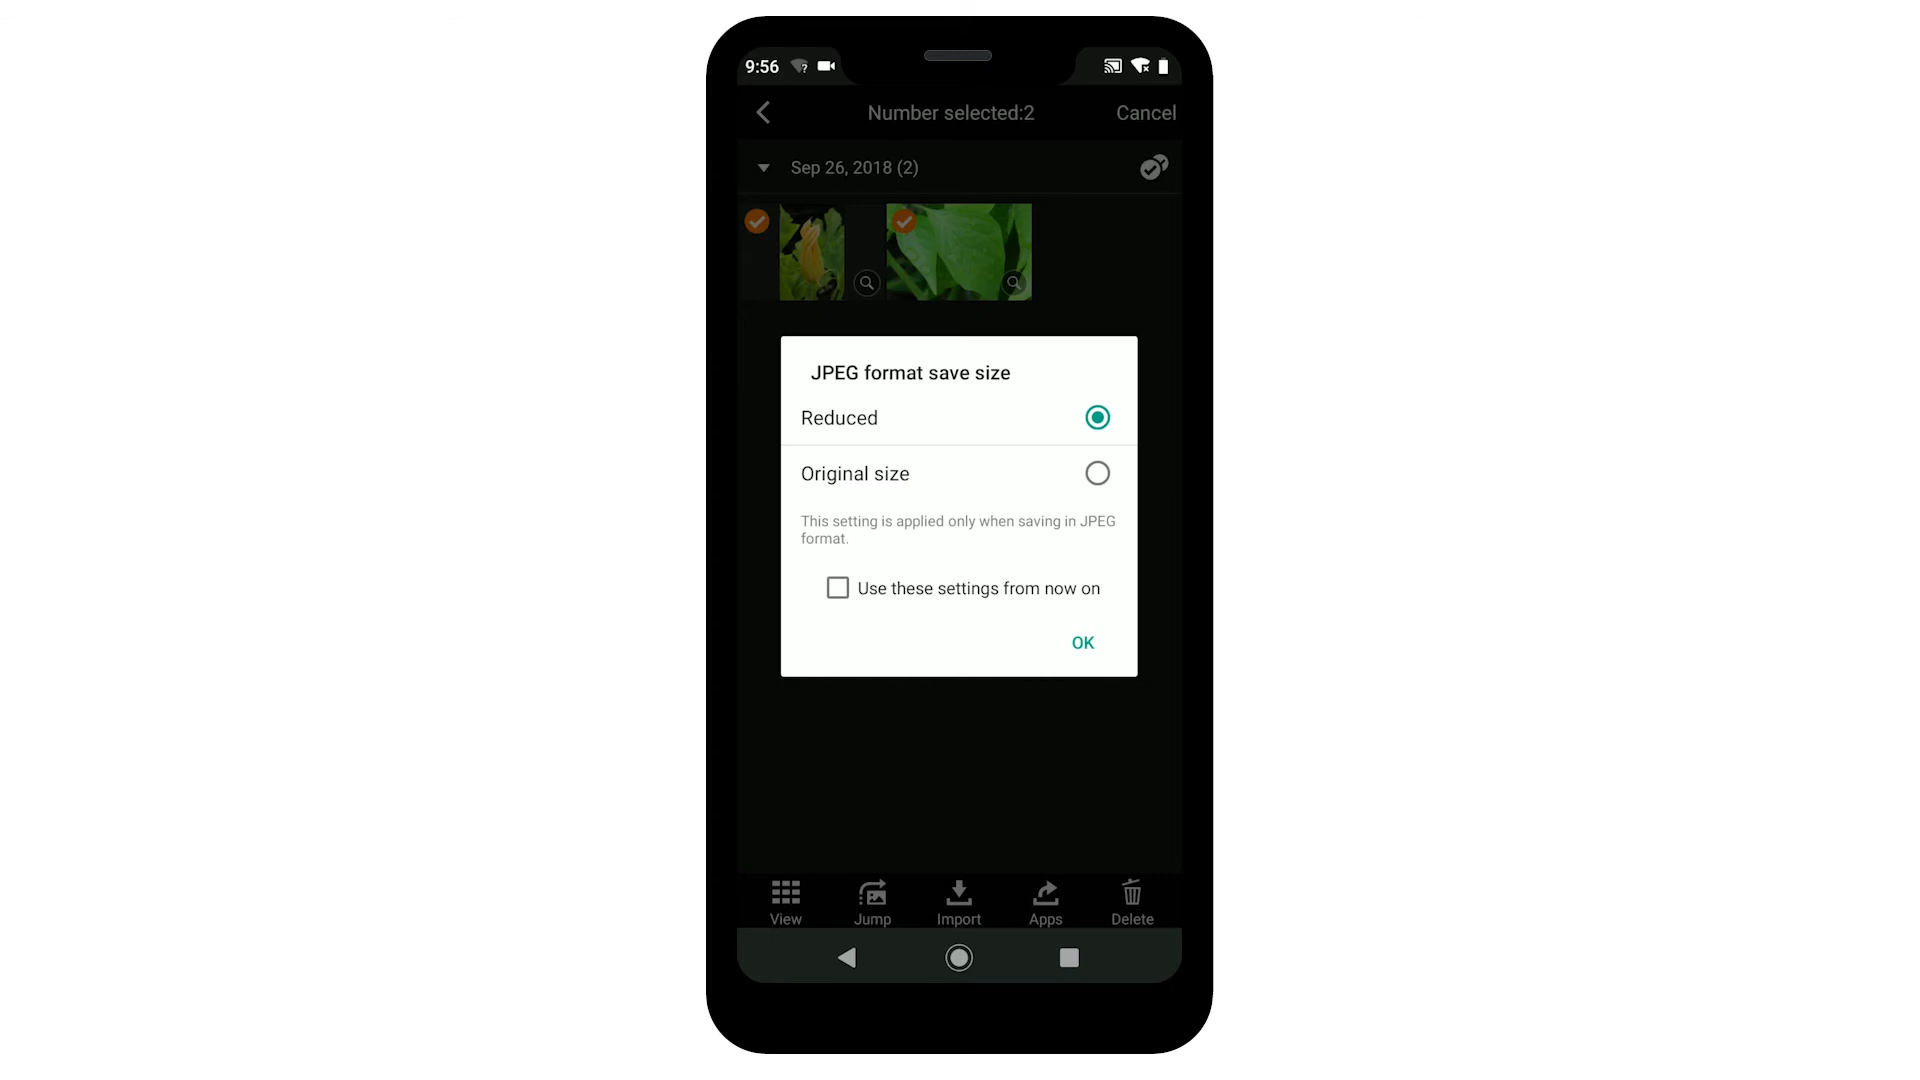 9:56
Number selected:2
Cancel
Sep 26, 2018 (2)
JPEG format save size
Reduced
Original size
This setting is applied only when saving in JPEG
format.
Use these settings from now on
OK
View
Jump
Import
Apps
Delete